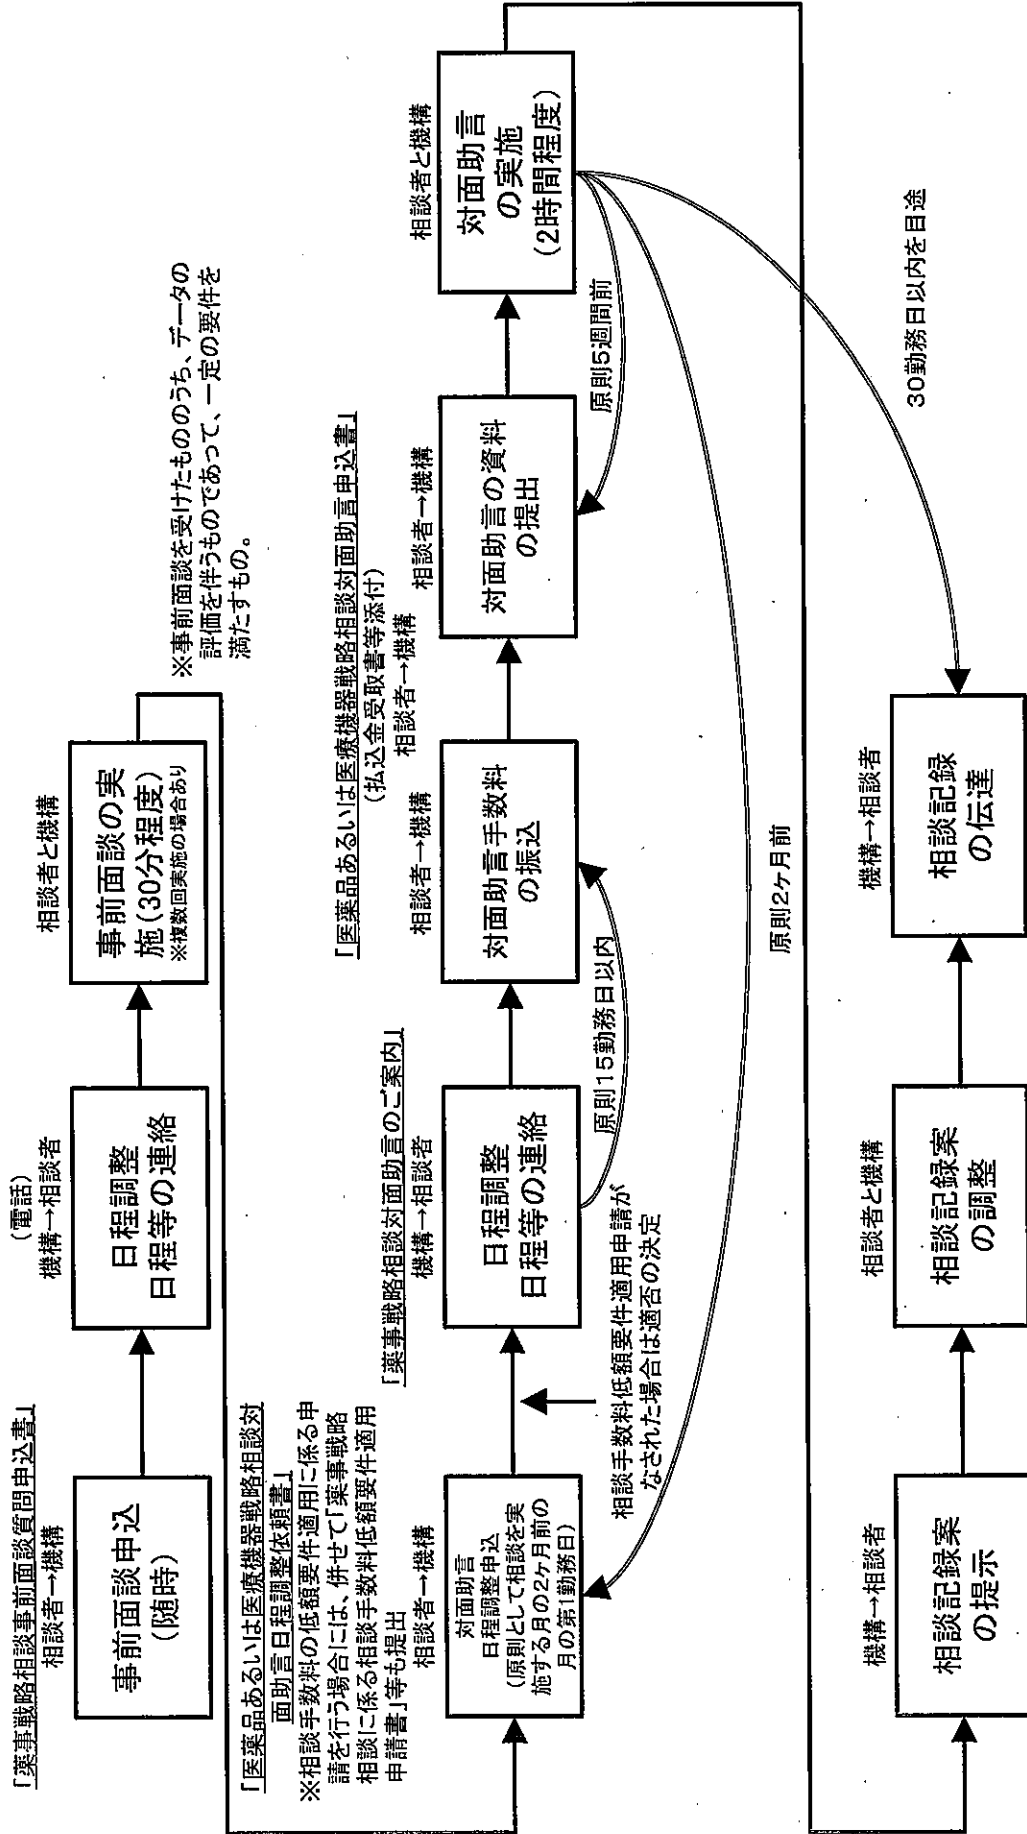 「薬事戦略相談事前面談質問申込書」
相談者→機構
事前面談申込
(随時)
(電話)
機構→相談者
日程調整
日程等の連絡
相談者と機構
事前面談の実
施(30分程度)
※複数回実施の場合あり
※事前面談を受けたもののうち、データの
評価を伴うものであって、一定の要件を
満たすもの。
「医薬品あるいは医療機器戦略相談対
面助言日程調整依頼書」
※相談手数料の低額要件適用に係る申
請を行う場合には、併せて「薬事戦略
相談に係る相談手数料低額要件適用
申請書」等も提出
相談者→機構
対面助言
日程調整申込
(原則として相談を実
施する月の2ヶ月前の
月の第1勤務日)
相談手数料低額要件適用申請が
なされた場合は適否の決定
「薬事戦略相談対面助言のご案内」
機構→相談者
日程調整
日程等の連絡
原則15勤務日以内
「医薬品あるいは医療機器戦略相談対面助言申込書」
(払込金受取書等添付)
相談者→機構
相談者→機構
対面助言手数料
の振込
相談者→機構
対面助言の資料
の提出
原則5週間前
相談者と機構
対面助言
の実施
(2時間程度)
原則2ヶ月前
30勤務日以内を目途
機構→相談者
相談記録案
の提示
相談者と機構
相談記録案
の調整
機構→相談者
相談記録
の伝達